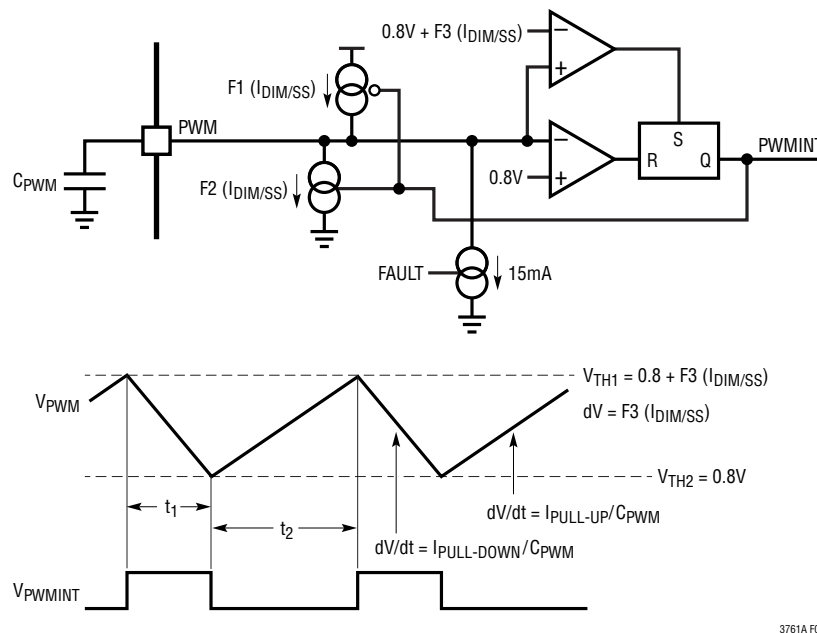 0.8V + F3 (IDIM/SS)
−
+
F1 (IDIM/SS)
PWM
S
R
Q
PWMINT
−
+
0.8V
CPWM
F2 (IDIM/SS)
FAULT
15mA
VTH1 = 0.8 + F3 (IDIM/SS)
VPWM
dV = F3 (IDIM/SS)
VTH2 = 0.8V
t1
t2
dV/dt = IPULL-UP/CPWM
dV/dt = IPULL-DOWN/CPWM
VPWMINT
3761A F